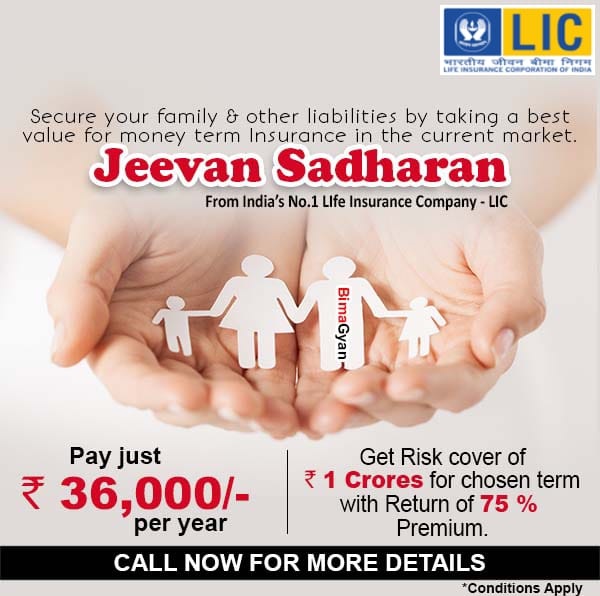 LIC
भारतीय जीवन बीमा निगम
LIFE INSURANCE CORPORATION OF INDIA
Secure your family & other liabilities by taking a best
value for money term Insurance in the current market.
Jeevan Sadharan
From India's No.1 LIfe Insurance Company - LIC
BimaGyan
Pay just
₹ 36,000/-
per year
Get Risk cover of
₹ 1 Crores for chosen term
with Return of 75 %
Premium.
CALL NOW FOR MORE DETAILS
*Conditions Apply